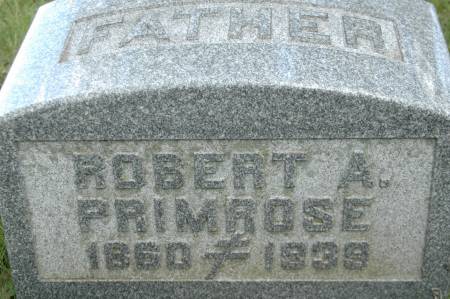 FATHER
ROBERT A.
PRIMROSE
1860 - 1939